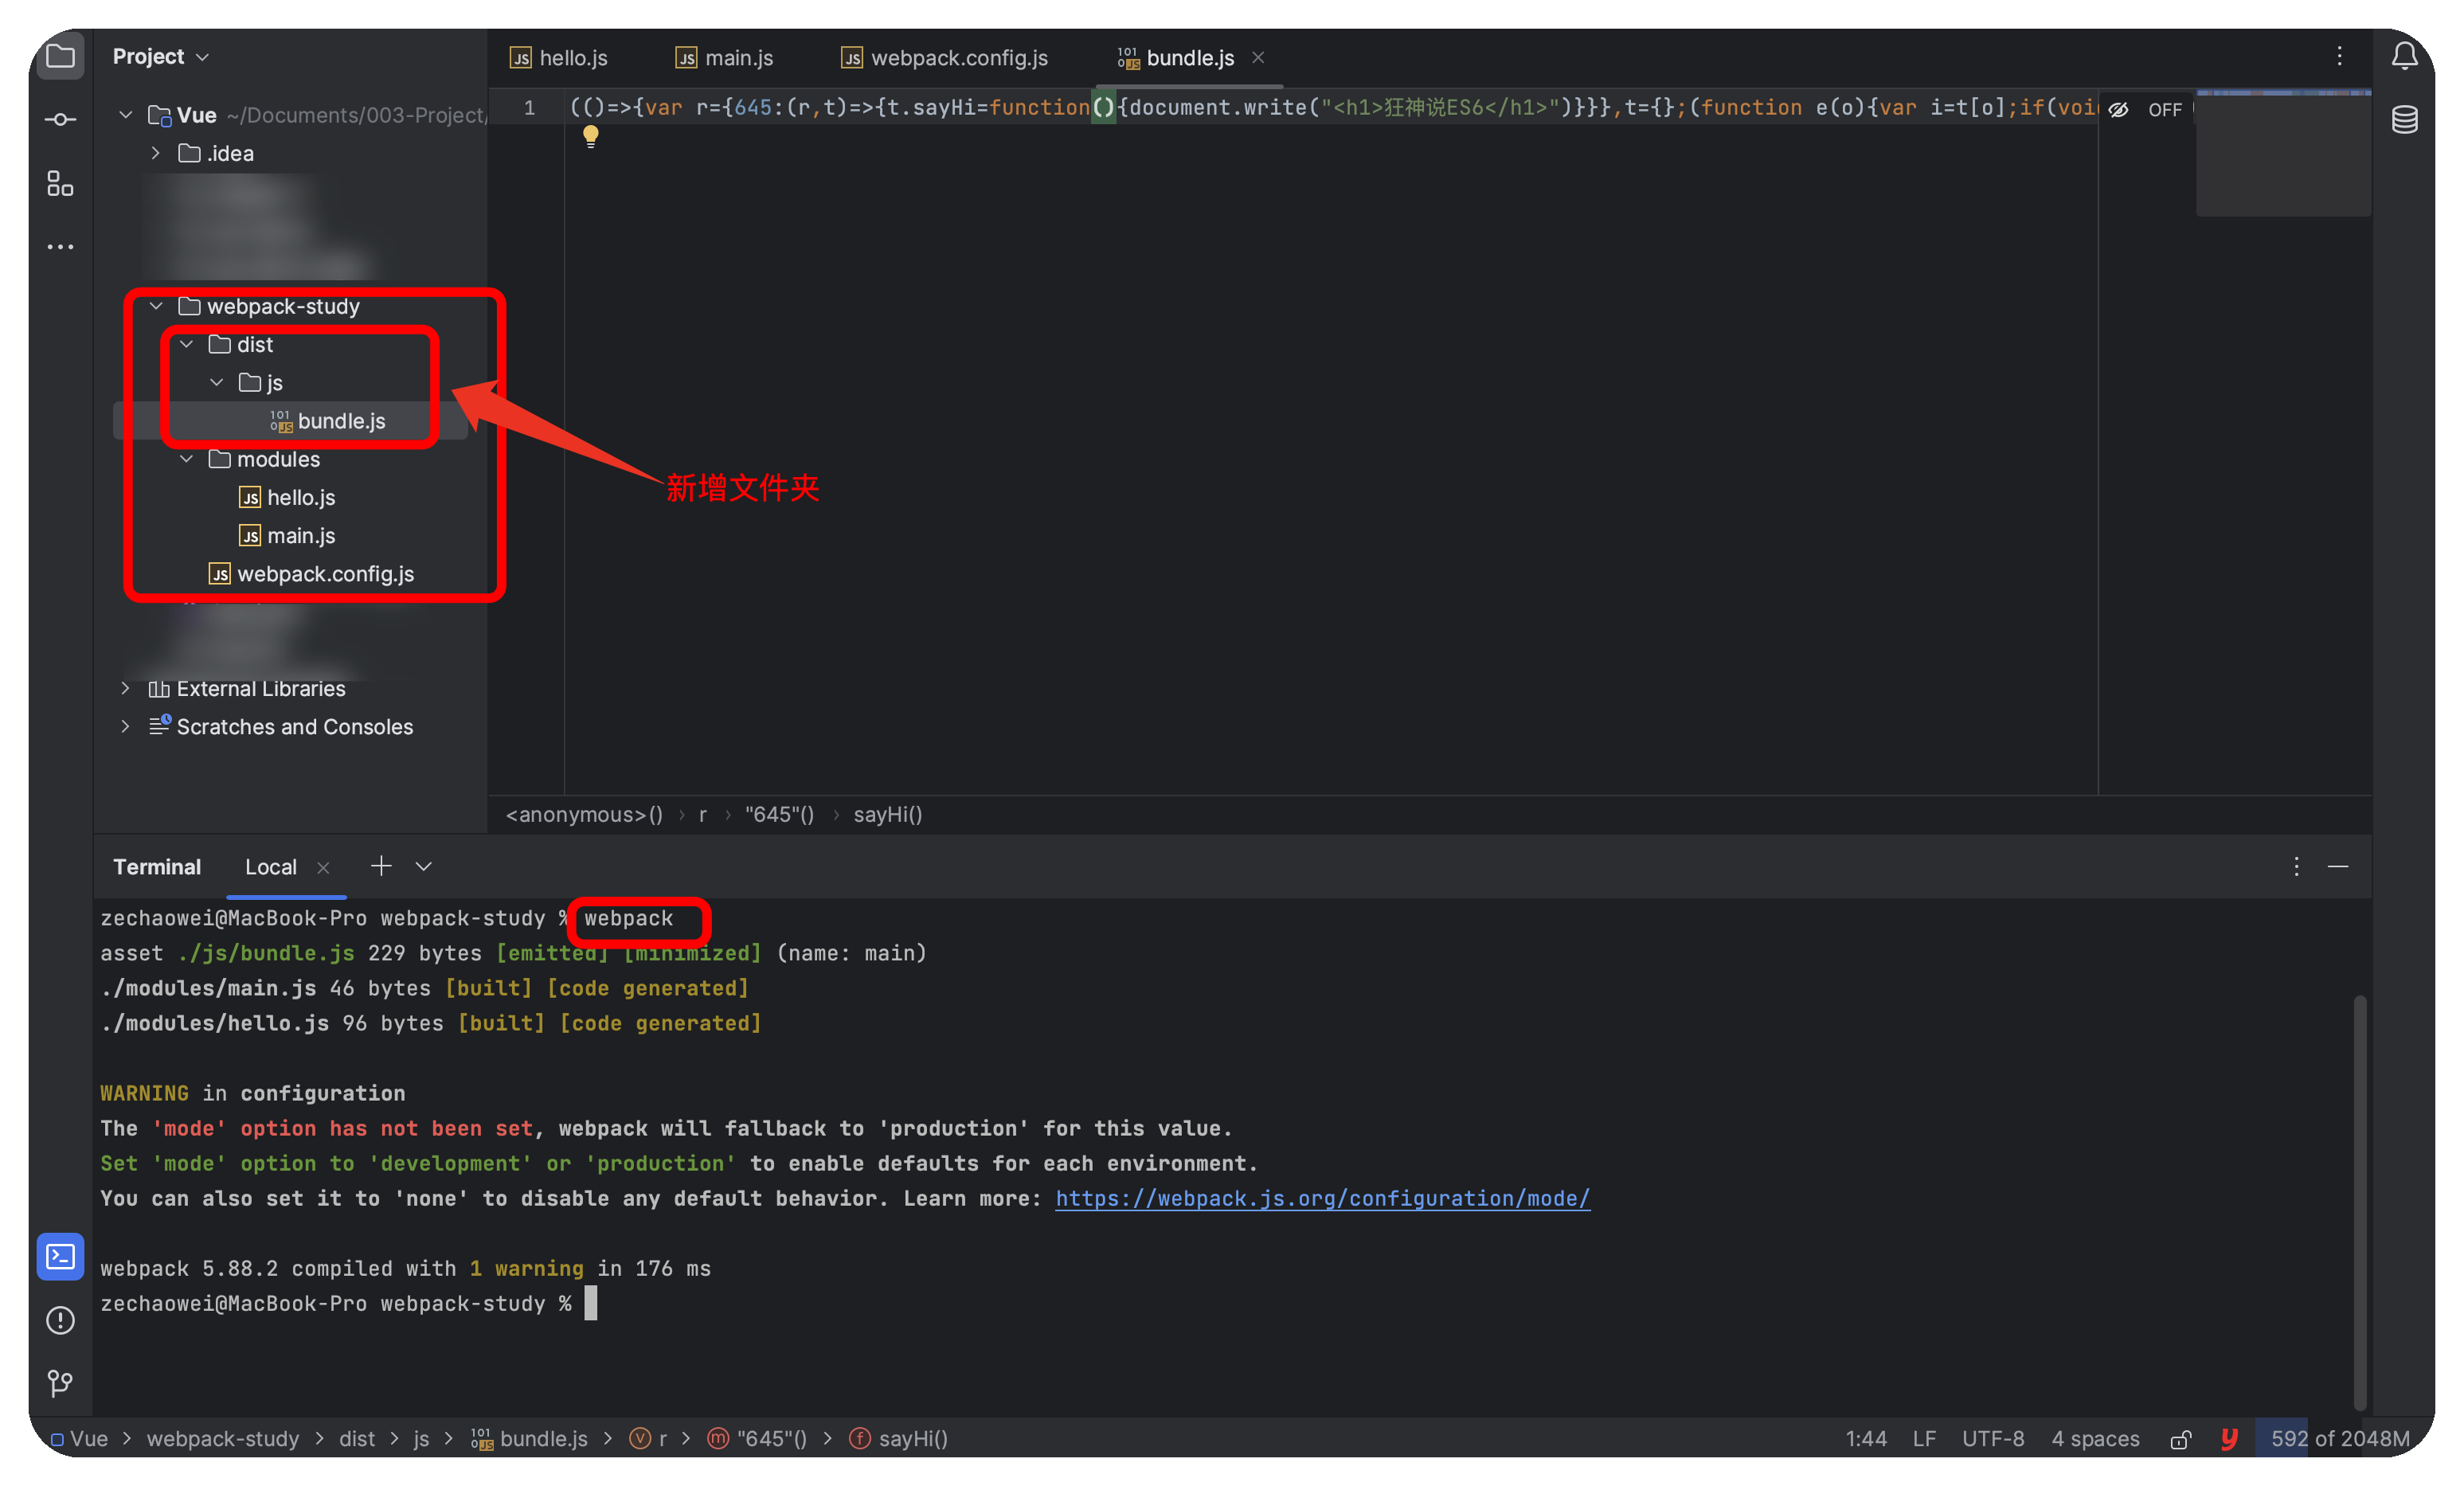 Project
Vue ~/Documents/003-Project/
.idea
webpack-study
dist
js
bundle.js
modules
hello.js
main.js
webpack.config.js
External Libraries
Scratches and Consoles
新增文件夹
hello.js main.js webpack.config.js bundle.js
1 (()=>{var r={645:(r,t)=>{t.sayHi=function(){document.write("<h1>狂神说ES6</h1>")}}},t={};(function e(o){var i=t[o];if(voi
OFF
<anonymous>() › r › "645"() › sayHi()
Terminal Local
zechaowei@MacBook-Pro webpack-study % webpack
asset ./js/bundle.js 229 bytes [emitted] [minimized] (name: main)
./modules/main.js 46 bytes [built] [code generated]
./modules/hello.js 96 bytes [built] [code generated]
WARNING in configuration
The 'mode' option has not been set, webpack will fallback to 'production' for this value.
Set 'mode' option to 'development' or 'production' to enable defaults for each environment.
You can also set it to 'none' to disable any default behavior. Learn more: https://webpack.js.org/configuration/mode/
webpack 5.88.2 compiled with 1 warning in 176 ms
zechaowei@MacBook-Pro webpack-study %
Vue > webpack-study > dist > js > bundle.js > r > "645"() > sayHi() 1:44 LF UTF-8 4 spaces 592 of 2048M